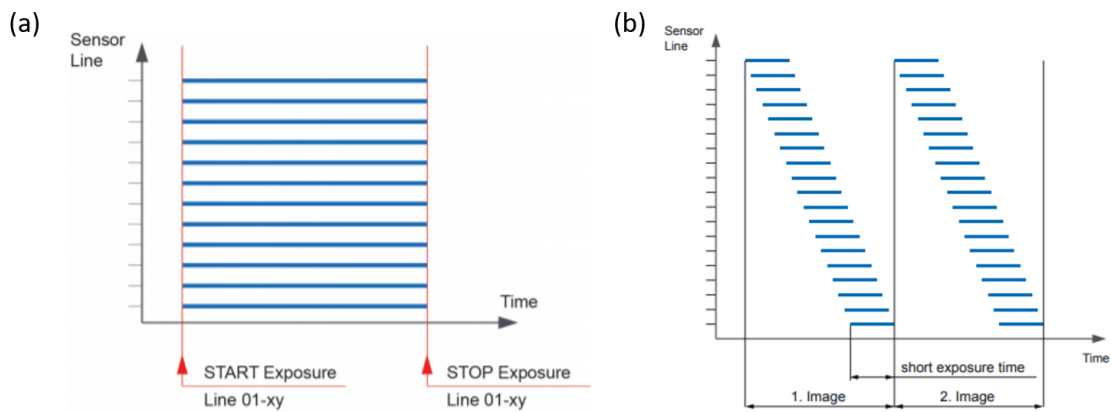 (a)
Sensor
Line
Time
START Exposure
Line 01-xy
STOP Exposure
Line 01-xy
(b)
Sensor
Line
Time
short exposure time
1. Image
2. Image